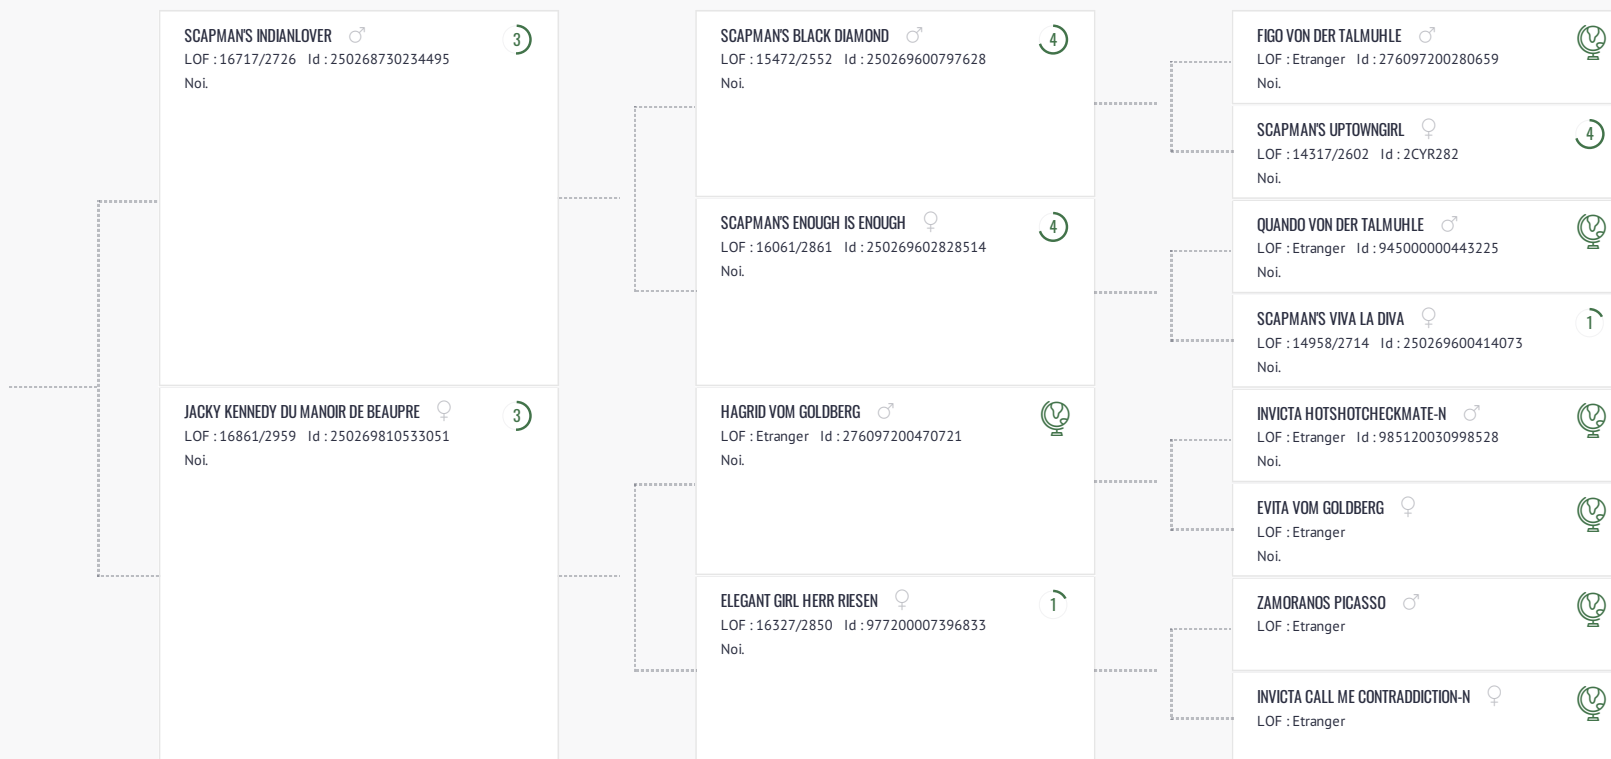 SCAPMAN'S INDIANLOVER
3
LOF : 16717/2726 Id : 250268730234495
Noi.
JACKY KENNEDY DU MANOIR DE BEAUPRE
3
LOF : 16861/2959 Id : 250269810533051
Noi.
SCAPMAN'S BLACK DIAMOND
4
LOF : 15472/2552 Id : 250269600797628
Noi.
SCAPMAN'S ENOUGH IS ENOUGH
4
LOF : 16061/2861 Id : 250269602828514
Noi.
HAGRID VOM GOLDBERG
LOF : Etranger Id : 276097200470721
Noi.
ELEGANT GIRL HERR RIESEN
1
LOF : 16327/2850 Id : 977200007396833
Noi.
FIGO VON DER TALMUHLE
LOF : Etranger Id : 276097200280659
Noi.
SCAPMAN'S UPTOWNGIRL
4
LOF : 14317/2602 Id : 2CYR282
Noi.
QUANDO VON DER TALMUHLE
LOF : Etranger Id : 945000000443225
Noi.
SCAPMAN'S VIVA LA DIVA
1
LOF : 14958/2714 Id : 250269600414073
Noi.
INVICTA HOTSHOTCHECKMATE-N
LOF : Etranger Id : 985120030998528
Noi.
EVITA VOM GOLDBERG
LOF : Etranger
Noi.
ZAMORANOS PICASSO
LOF : Etranger
INVICTA CALL ME CONTRADDICTION-N
LOF : Etranger